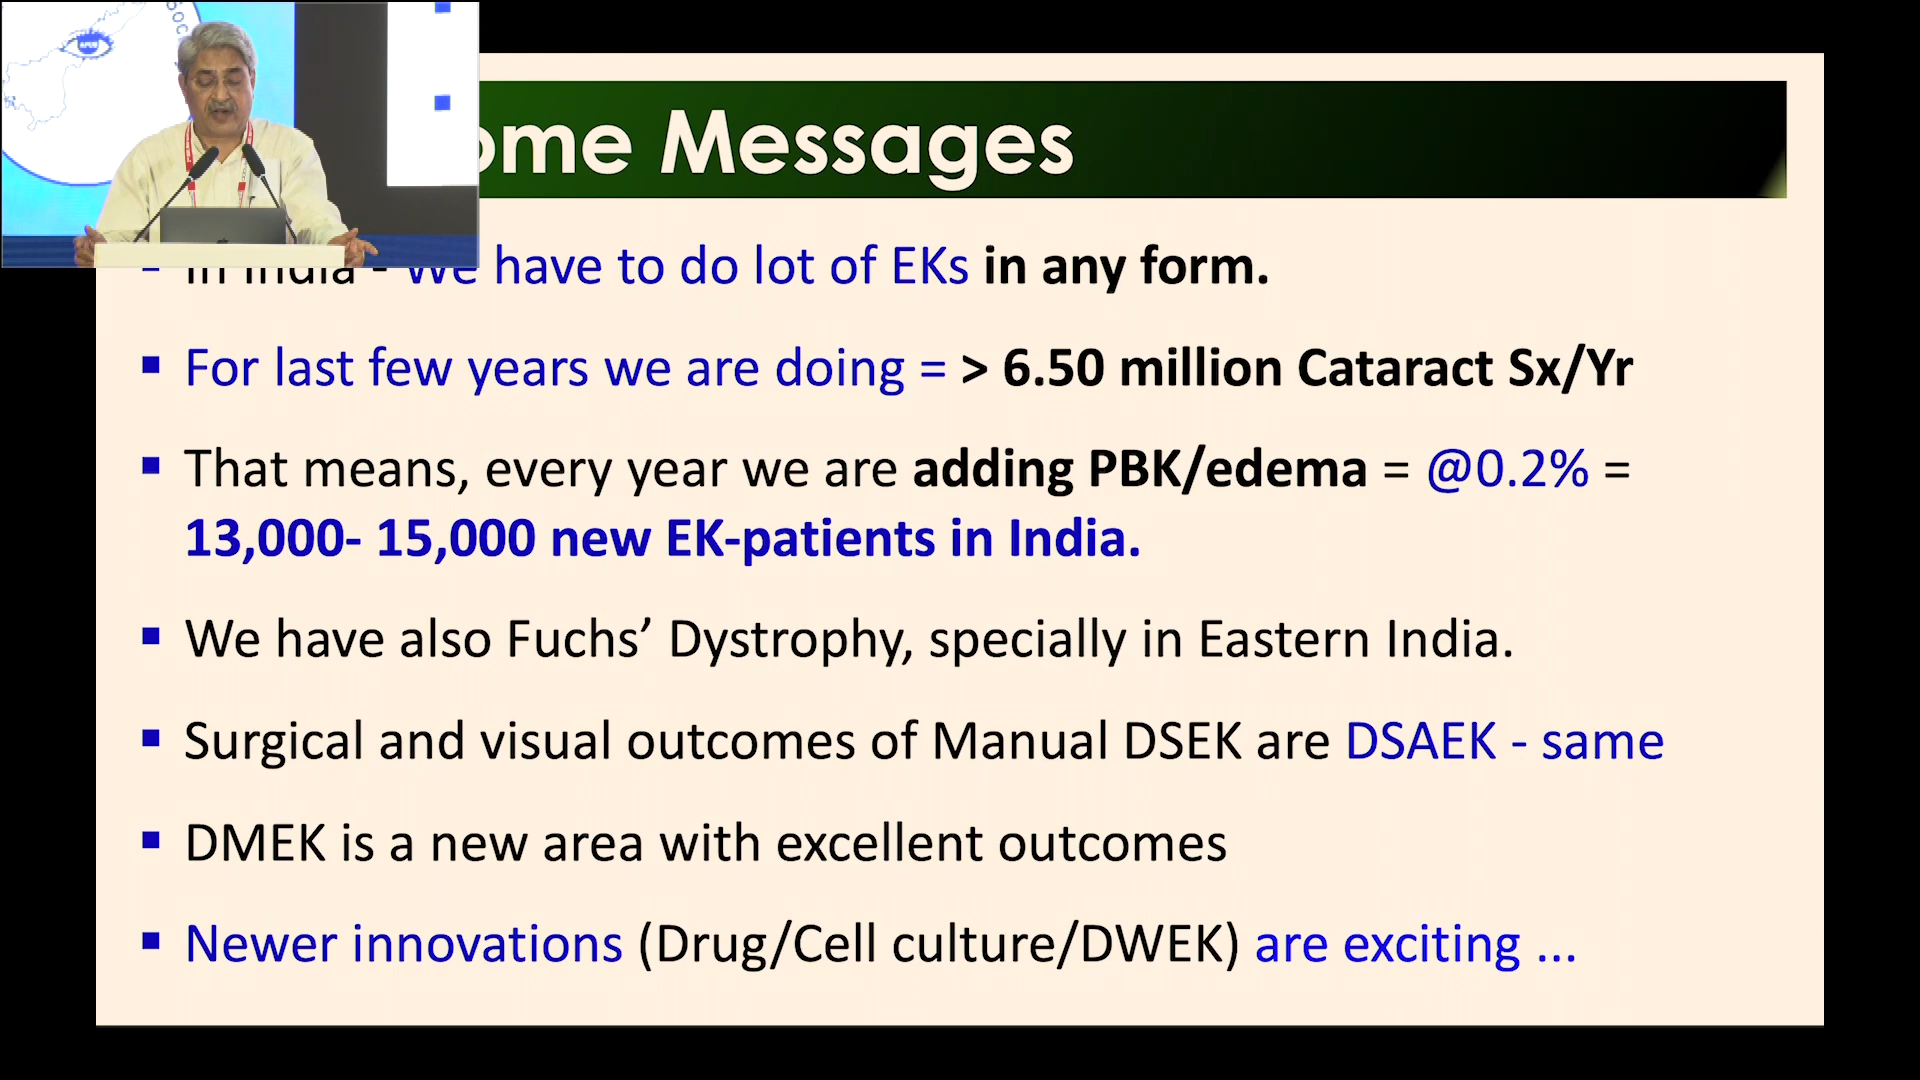 ome Messages
In India - We have to do lot of EKs in any form.
For last few years we are doing = > 6.50 million Cataract Sx/Yr
That means, every year we are adding PBK/edema = @0.2% =
13,000- 15,000 new EK-patients in India.
We have also Fuchs’ Dystrophy, specially in Eastern India.
Surgical and visual outcomes of Manual DSEK are DSAEK - same
DMEK is a new area with excellent outcomes
Newer innovations (Drug/Cell culture/DWEK) are exciting ...